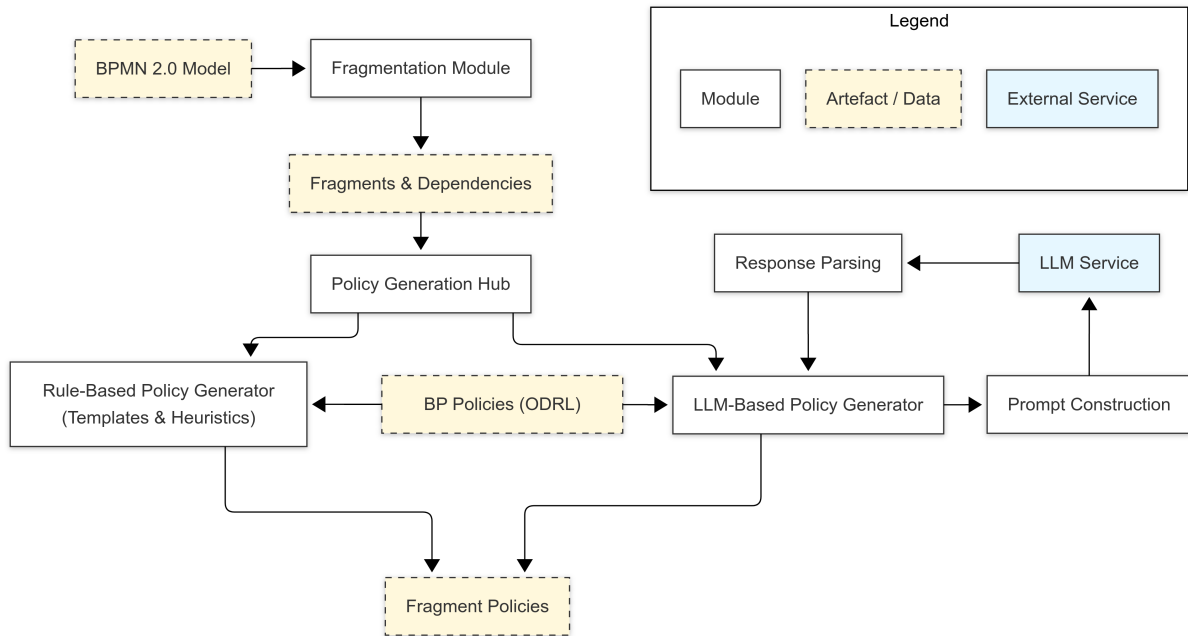 Legend
BPMN 2.0 Model
Fragmentation Module
Module
Artefact / Data
External Service
Fragments & Dependencies
Response Parsing
LLM Service
Policy Generation Hub
Rule-Based Policy Generator
(Templates & Heuristics)
BP Policies (ODRL)
LLM-Based Policy Generator
Prompt Construction
Fragment Policies